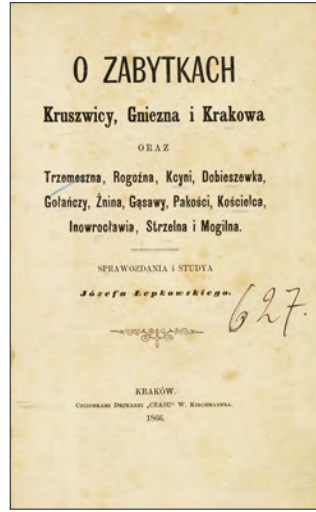 O ZABYTKACH
Kruszwicy, Gniezna i Krakowa
ORAZ
Trzemeszna, Rogoźna, Kcyni, Dobieszewka,
Gołańczy, Żnina, Gąsawy, Pakości, Kościelca,
Inowrocławia, Strzelna i Mogilna.
SPRAWOZDANIA i STUDYA
Józefa Łepkowskiego.
627.
KRAKÓW.
Czcionkami Drukarni „CZASU" W. Kirchmayera.
1866.